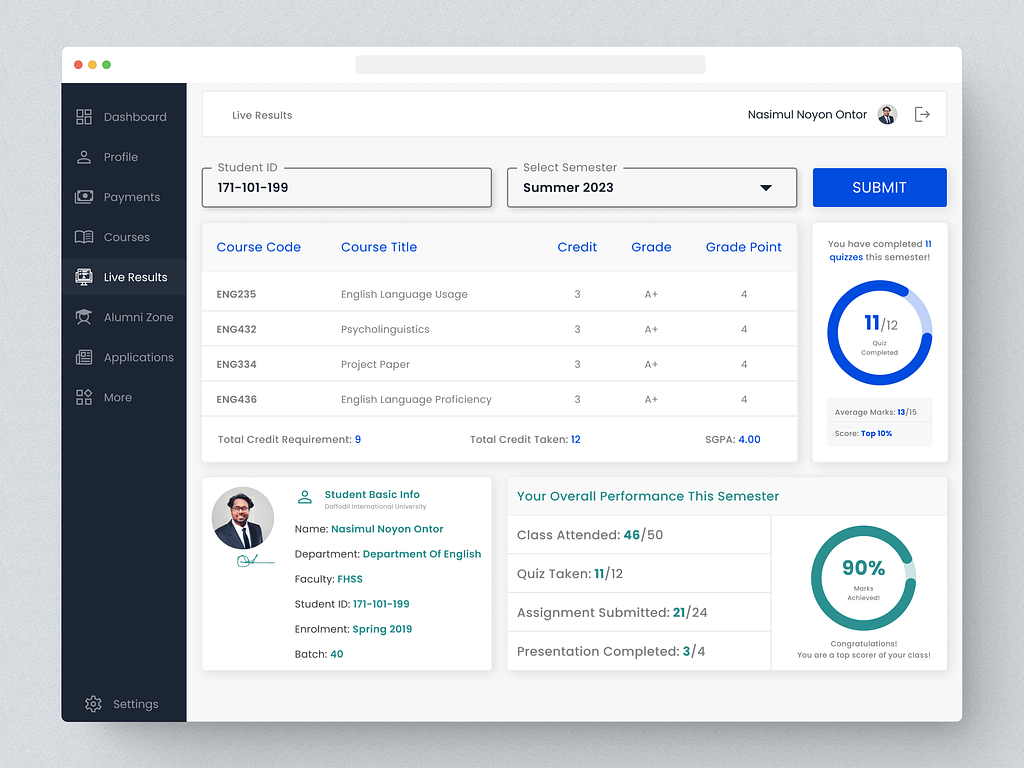 Dashboard
Profile
Payments
Courses
Live Results
Alumni Zone
Applications
More
Settings
Live Results
Nasimul Noyon Ontor
Student ID
171-101-199
Select Semester
Summer 2023
SUBMIT
Course Code Course Title Credit Grade Grade Point
ENG235 English Language Usage 3 A+ 4
ENG432 Psycholinguistics 3 A+ 4
ENG334 Project Paper 3 A+ 4
ENG436 English Language Proficiency 3 A+ 4
Total Credit Requirement: 9 Total Credit Taken: 12 SGPA: 4.00
You have completed 11
quizzes this semester!
11/12
Quiz
Completed
Average Marks: 13/15
Score: Top 10%
Student Basic Info
Daffodil International University
Name: Nasimul Noyon Ontor
Department: Department Of English
Faculty: FHSS
Student ID: 171-101-199
Enrolment: Spring 2019
Batch: 40
Your Overall Performance This Semester
Class Attended: 46/50
Quiz Taken: 11/12
Assignment Submitted: 21/24
Presentation Completed: 3/4
90%
Marks
Achieved!
Congratulations!
You are a top scorer of your class!